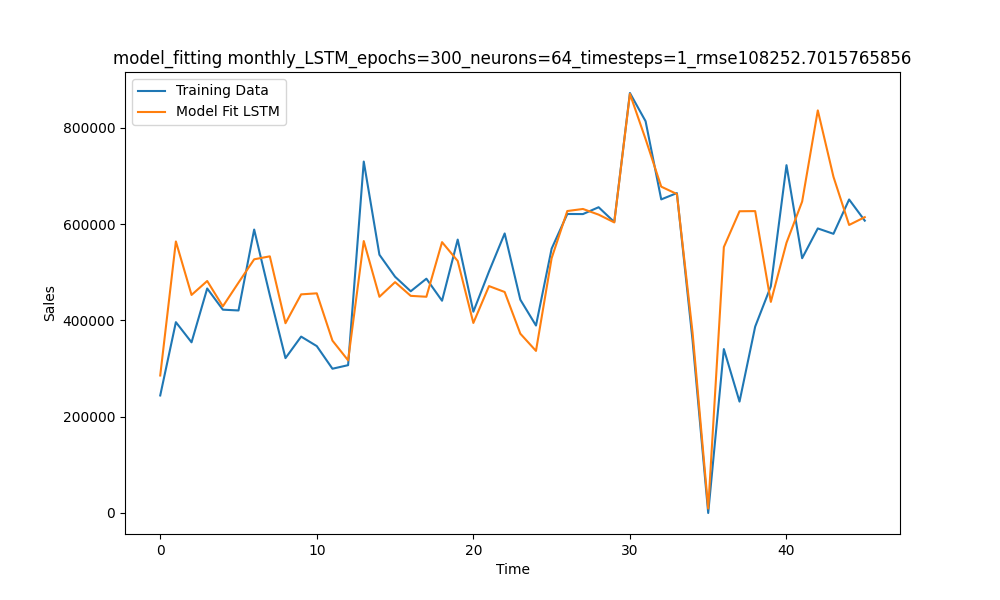 model_fitting monthly_LSTM_epochs=300_neurons=64_timesteps=1_rmse108252.7015765856
Training Data
Model Fit LSTM
800000
600000
400000
200000
0
Sales
0 10 20 30 40
Time